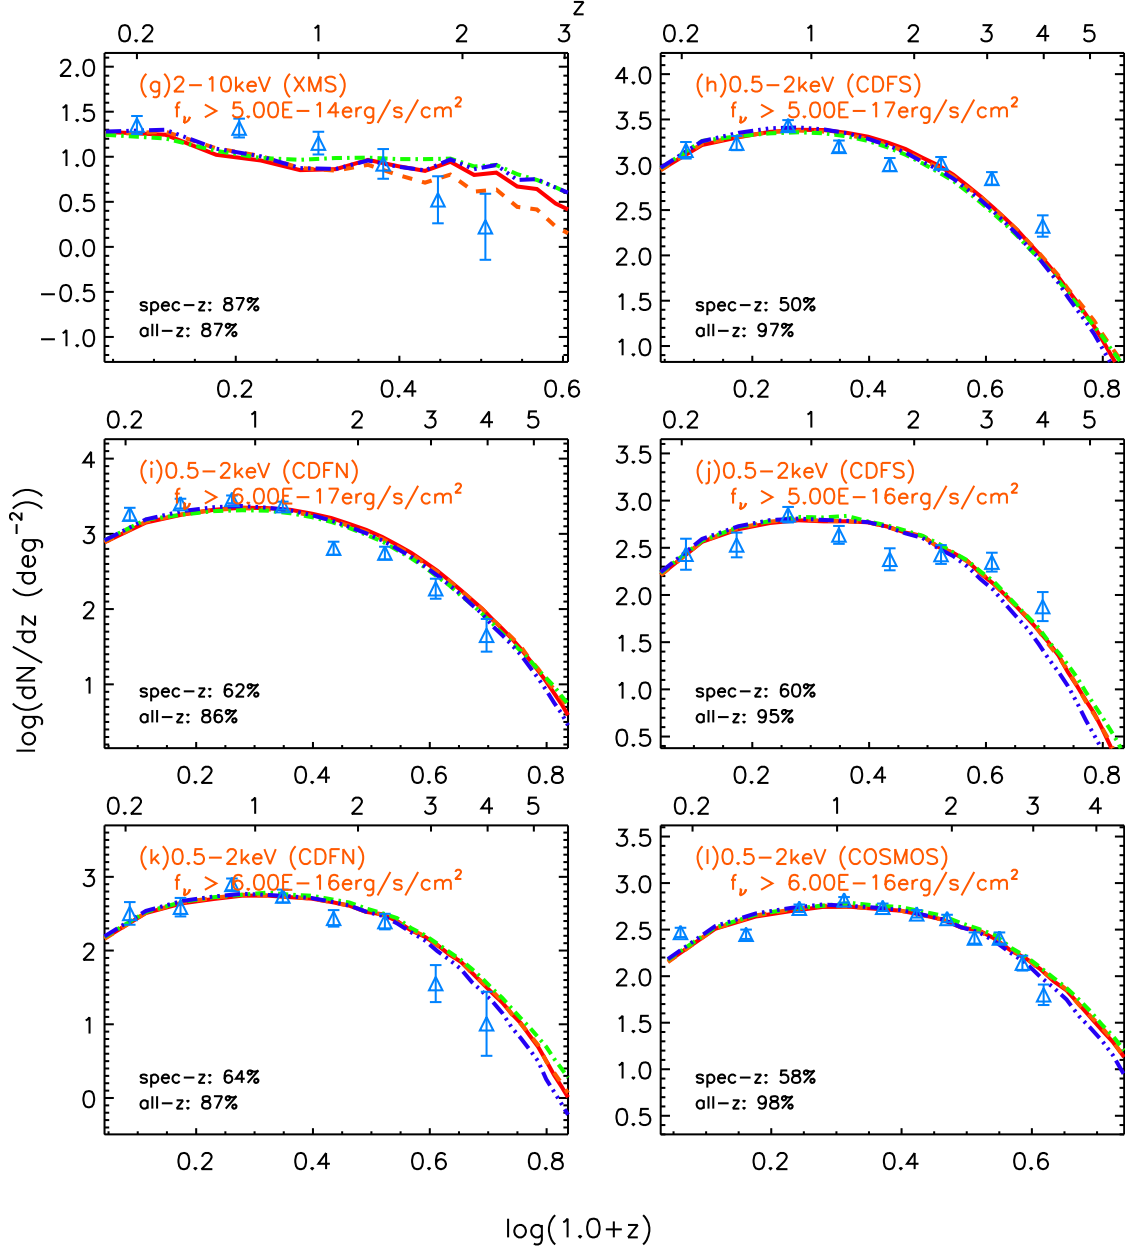 z
0.2 1 2 3
0.2 1 2 3 4 5
2.0
1.5
1.0
0.5
0.0
−0.5
−1.0
(g)2−10keV (XMS)
fν > 5.00E−14erg/s/cm2
spec−z: 87%
all−z: 87%
0.2 0.4 0.6
4.0
3.5
3.0
2.5
2.0
1.5
1.0
(h)0.5−2keV (CDFS)
fν > 5.00E−17erg/s/cm2
spec−z: 50%
all−z: 97%
0.2 0.4 0.6 0.8
0.2 1 2 3 4 5
4
3
2
1
(i)0.5−2keV (CDFN)
fν > 6.00E−17erg/s/cm2
spec−z: 62%
all−z: 86%
0.2 0.4 0.6 0.8
0.2 1 2 3 4 5
3.5
3.0
2.5
2.0
1.5
1.0
0.5
(j)0.5−2keV (CDFS)
fν > 5.00E−16erg/s/cm2
spec−z: 60%
all−z: 95%
0.2 0.4 0.6 0.8
log(dN/dz (deg−2))
0.2 1 2 3 4 5
3
2
1
0
(k)0.5−2keV (CDFN)
fν > 6.00E−16erg/s/cm2
spec−z: 64%
all−z: 87%
0.2 0.4 0.6 0.8
0.2 1 2 3 4
3.5
3.0
2.5
2.0
1.5
1.0
0.5
(l)0.5−2keV (COSMOS)
fν > 6.00E−16erg/s/cm2
spec−z: 58%
all−z: 98%
0.2 0.4 0.6
log(1.0+z)